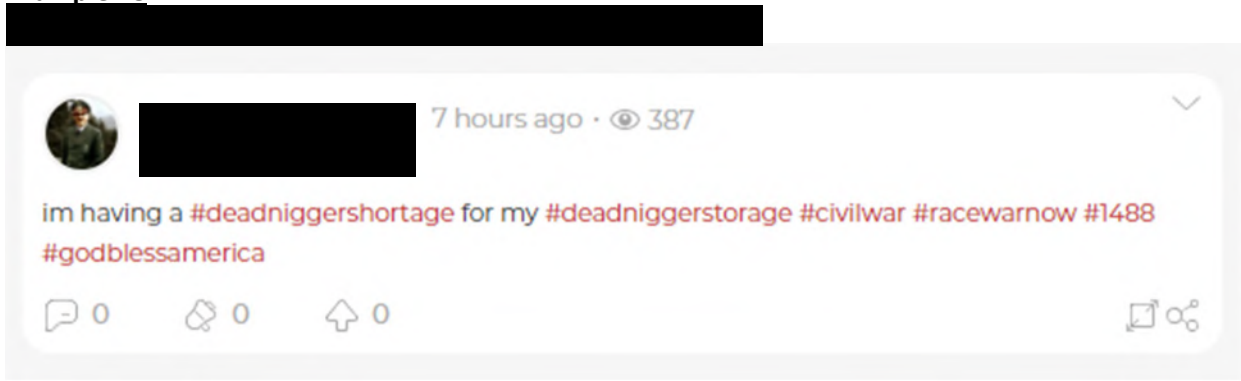 7 hours ago · 387
im having a #deadniggershortage for my #deadniggerstorage #civilwar #racewarnow #1488
#godblessamerica
0 0 0